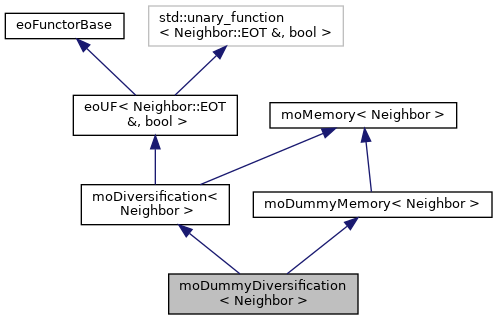 eoFunctorBase
std::unary_function
< Neighbor::EOT &, bool >
eoUF< Neighbor::EOT
&, bool >
moMemory< Neighbor >
moDiversification<
Neighbor >
moDummyMemory< Neighbor >
moDummyDiversification
< Neighbor >